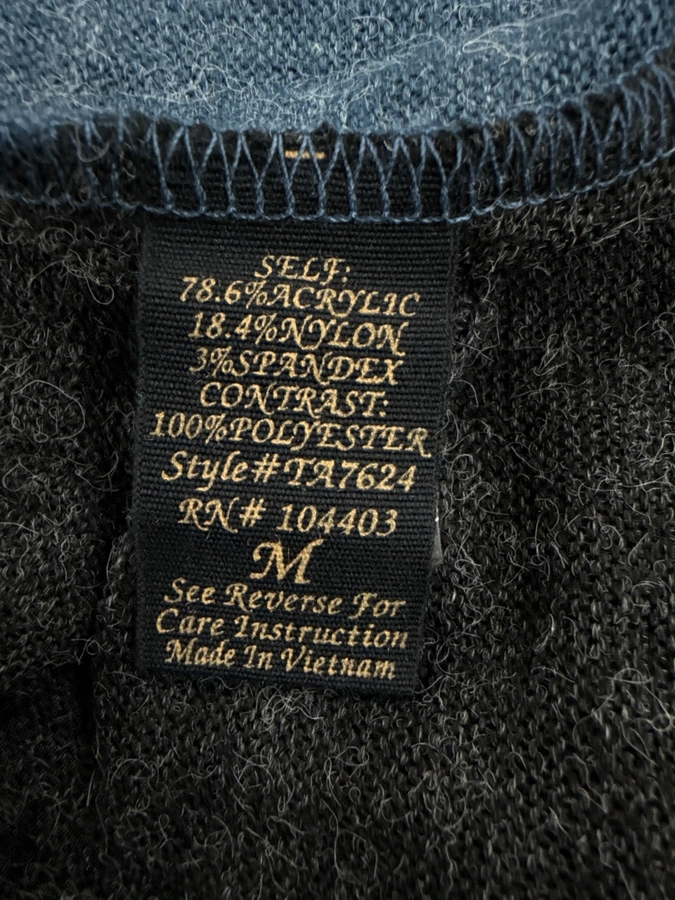 SELF:
78.6%ACRYLIC
18.4%NYLON
3%SPANDEX
CONTRAST:
100%POLYESTER
Style#TA7624
RN# 104403
M
See Reverse For
Care Instruction
Made In Vietnam